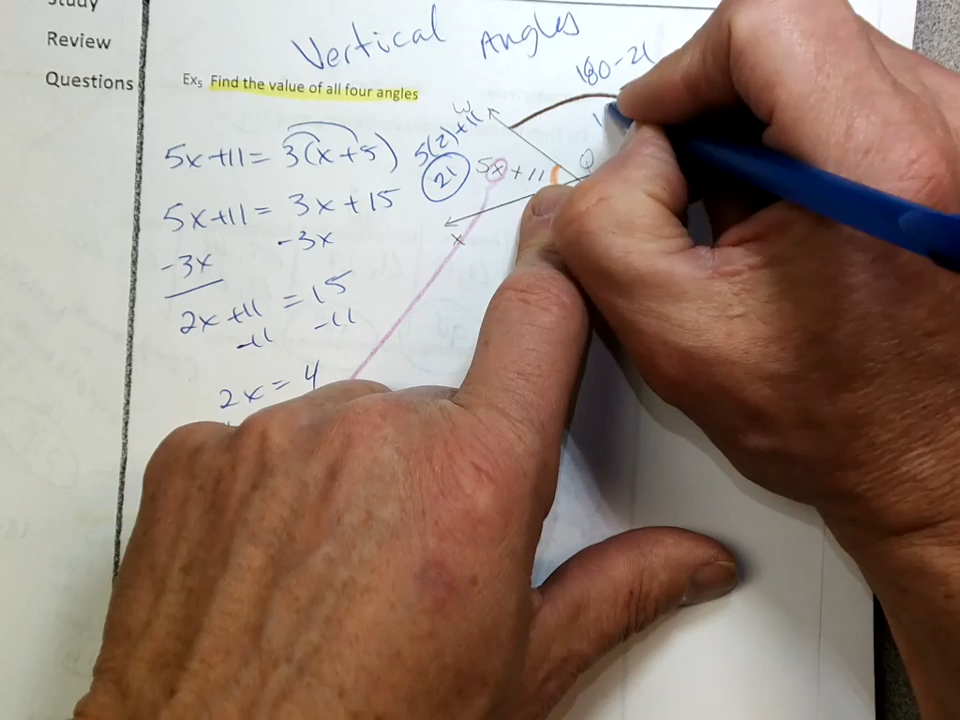 Study
Review
Questions
Vertical Angles
180-21
1
Ex5 Find the value of all four angles
5x+11 = 3(x+5)
5x+11 = 3x+15
-3x
-3x
2x+11 = 15
-11 -11
2x = 4
5(2)+11
21
W
5x+11
Q
X